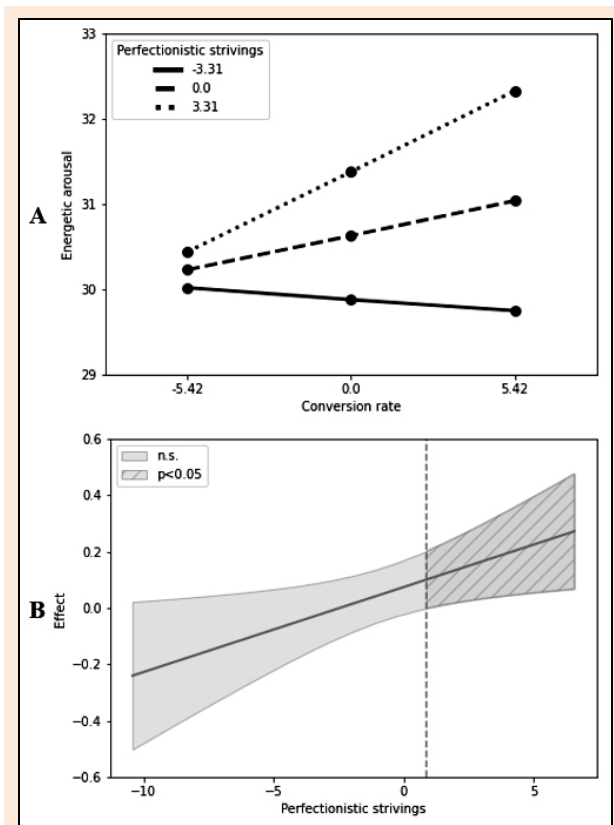 A
Energetic arousal
33
32
31
30
29
Perfectionistic strivings
-3.31
0.0
3.31
-5.42 0.0 5.42
Conversion rate
B
Effect
0.6
0.4
0.2
0.0
−0.2
−0.4
−0.6
n.s.
p<0.05
−10 −5 0 5
Perfectionistic strivings